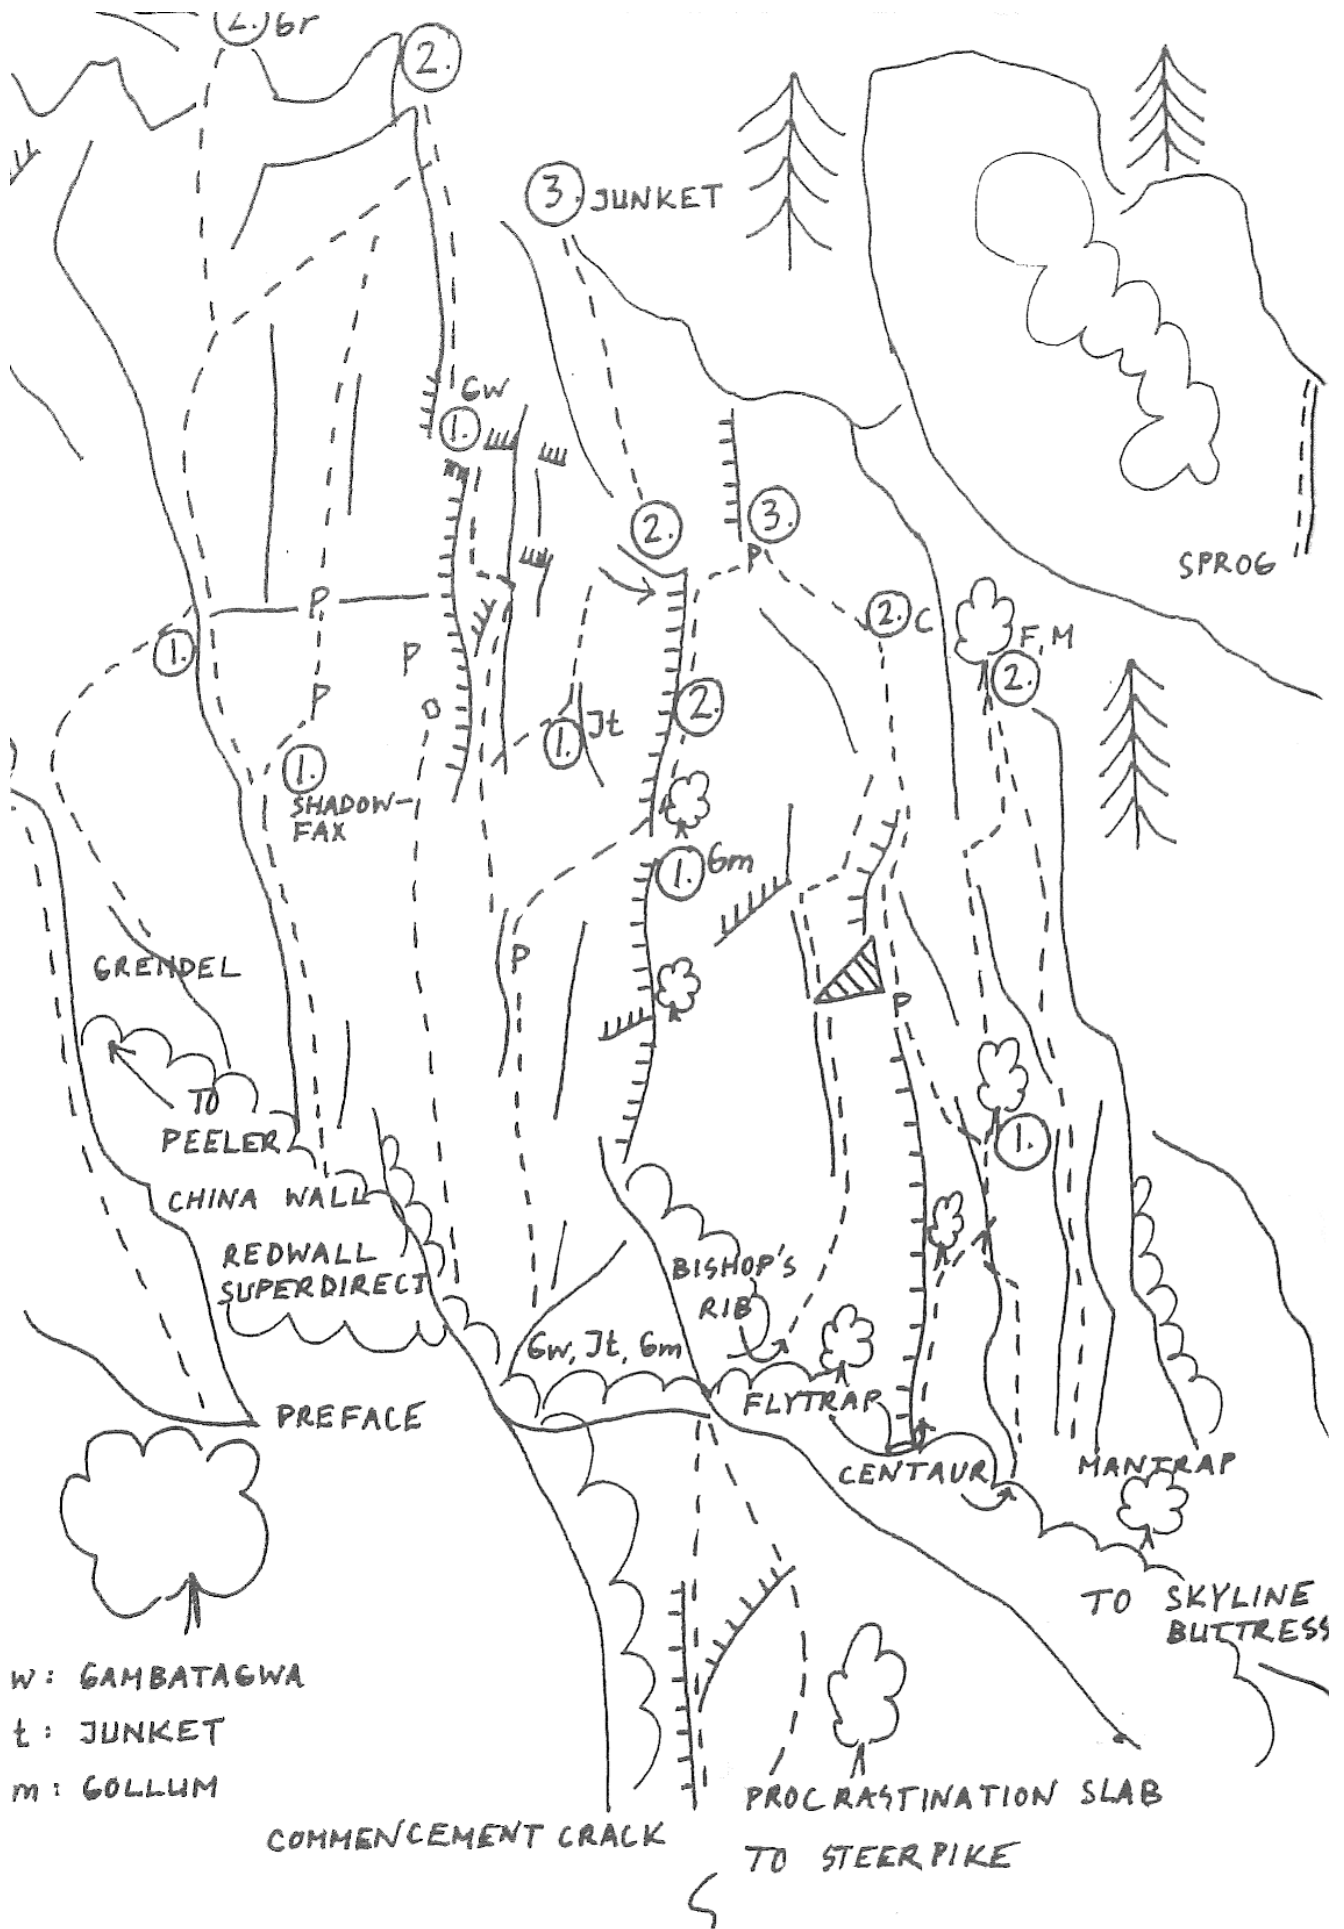 2. Gr
2.
3. JUNKET
Gw
1.
SPROG
2.
3.
P
P
2. C
F, M
2.
1.
P
P
O
2.
1. Jt
1.
SHADOW-
FAX
1. Gm
P
GRENDEL
P
TO
PEELER
1.
CHINA WALL
REDWALL
SUPERDIRECT
BISHOP'S
RIB
Gw, Jt, Gm
FLYTRAP
PREFACE
CENTAUR
MANTRAP
TO SKYLINE
BUTTRESS
w: GAMBATAGWA
t: JUNKET
m: GOLLUM
PROCRASTINATION SLAB
COMMENCEMENT CRACK
TO STEERPIKE